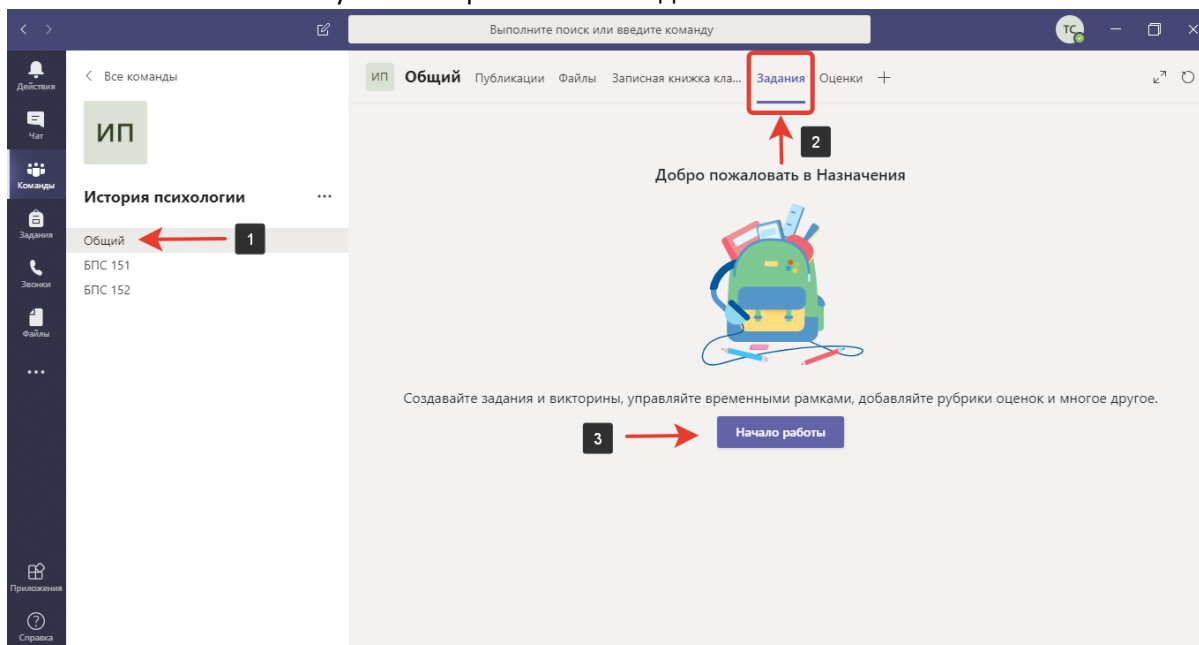 Выполните поиск или введите команду
ТС
Действия
Чат
Команды
Задания
Звонки
Файлы
Приложения
Справка
Все команды
ИП
История психологии
Общий
1
БПС 151
БПС 152
ИП Общий Публикации Файлы Записная книжка кла... Задания Оценки +
2
Добро пожаловать в Назначения
Создавайте задания и викторины, управляйте временными рамками, добавляйте рубрики оценок и многое другое.
3
Начало работы